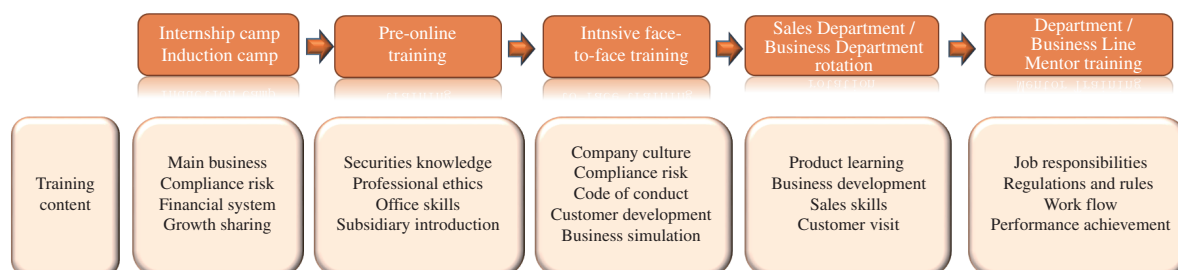 Internship camp
Induction camp
Pre-online
training
Intnsive face-
to-face training
Sales Department /
Business Department
rotation
Department /
Business Line
Mentor training
Training
content
Main business
Compliance risk
Financial system
Growth sharing
Securities knowledge
Professional ethics
Office skills
Subsidiary introduction
Company culture
Compliance risk
Code of conduct
Customer development
Business simulation
Product learning
Business development
Sales skills
Customer visit
Job responsibilities
Regulations and rules
Work flow
Performance achievement